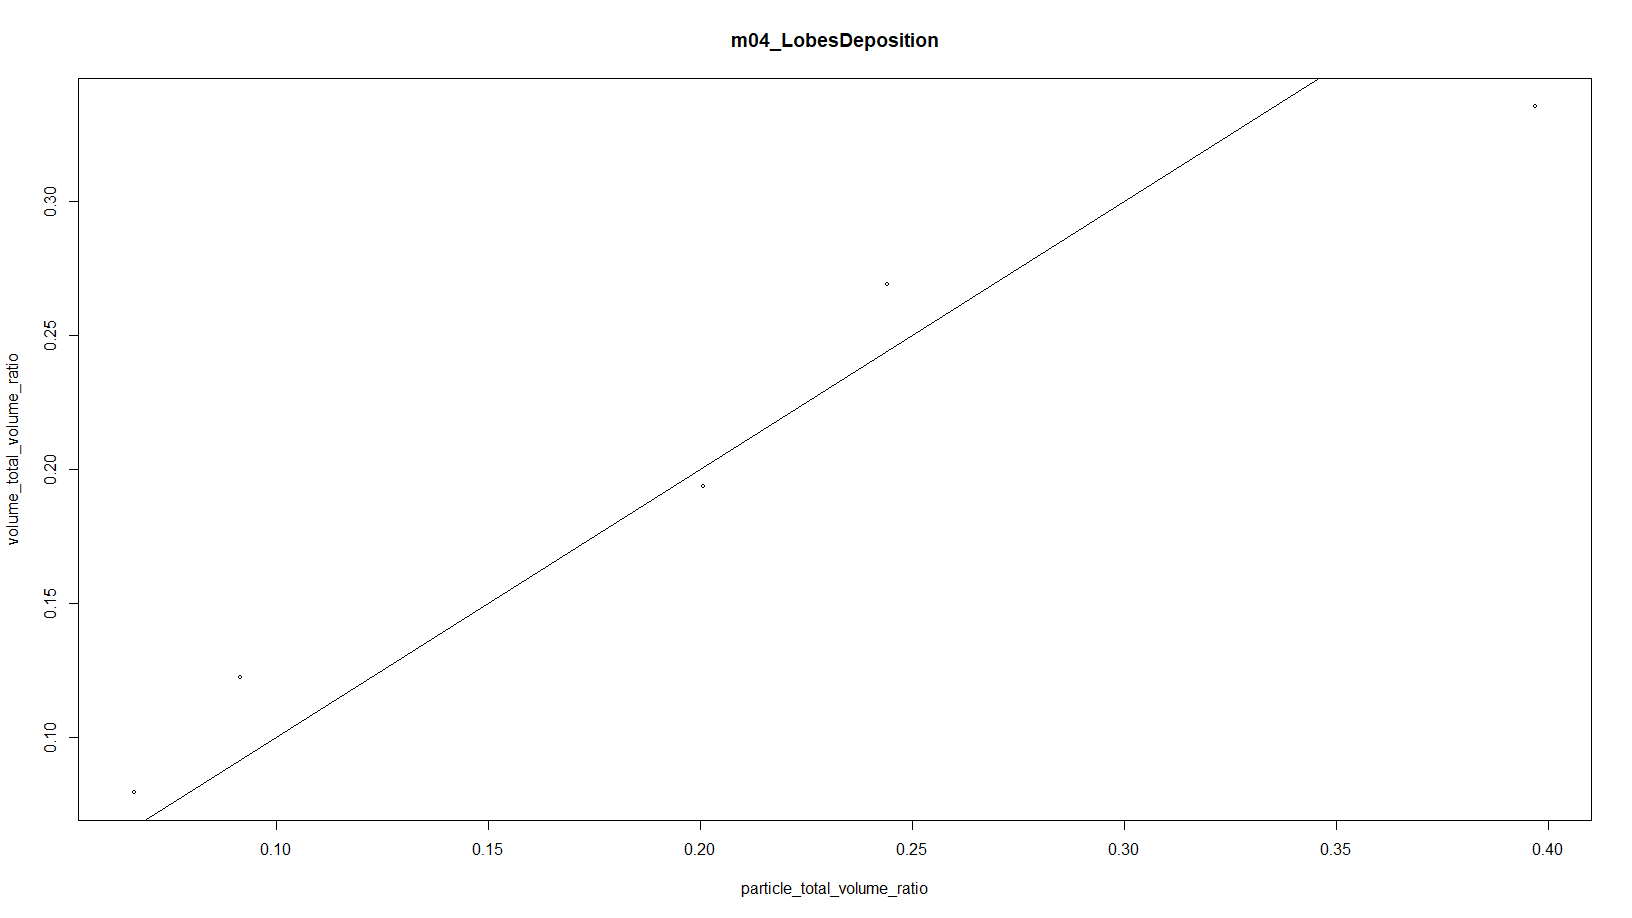 m04_LobesDeposition
volume_total_volume_ratio
0.30
0.25
0.20
0.15
0.10
0.10 0.15 0.20 0.25 0.30 0.35 0.40
particle_total_volume_ratio